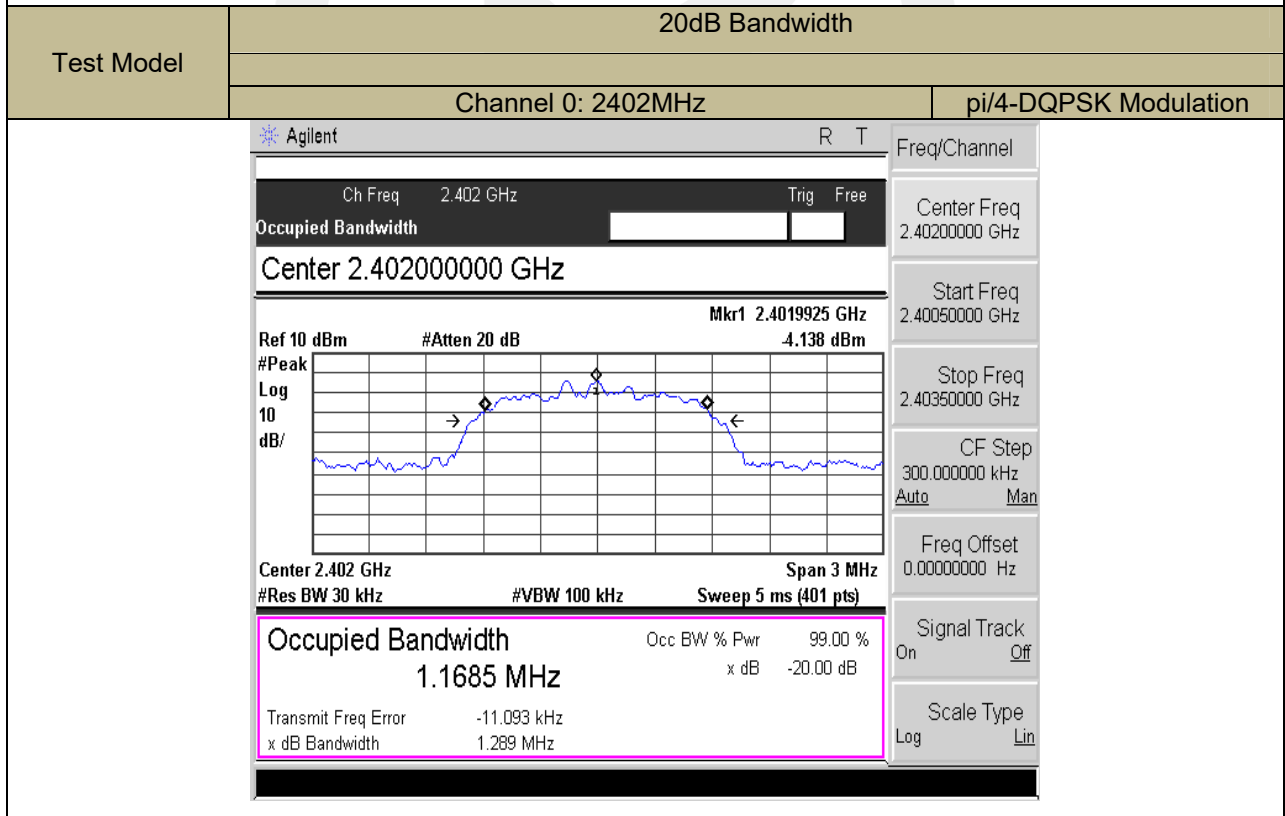 20dB Bandwidth
Test Model
Channel 0: 2402MHz pi/4-DQPSK Modulation
Agilent R T
Freq/Channel
Ch Freq 2.402 GHz Trig Free
Occupied Bandwidth
Center 2.402000000 GHz
Mkr1 2.4019925 GHz
Ref 10 dBm #Atten 20 dB -4.138 dBm
#Peak
Log
10
dB/
1
Center 2.402 GHz Span 3 MHz
#Res BW 30 kHz #VBW 100 kHz Sweep 5 ms (401 pts)
Occupied Bandwidth Occ BW % Pwr 99.00 %
1.1685 MHz x dB -20.00 dB
Transmit Freq Error -11.093 kHz
x dB Bandwidth 1.289 MHz
Center Freq
2.40200000 GHz
Start Freq
2.40050000 GHz
Stop Freq
2.40350000 GHz
CF Step
300.000000 kHz
Auto Man
Freq Offset
0.00000000 Hz
Signal Track
On Off
Scale Type
Log Lin